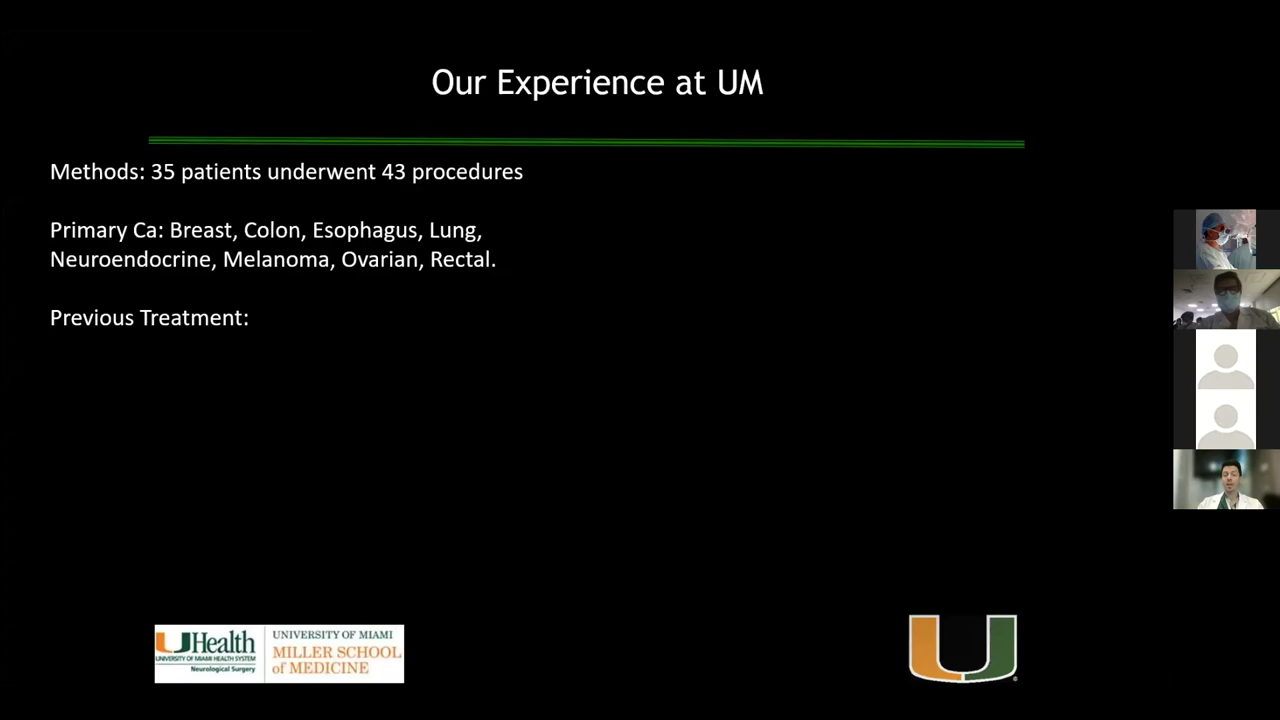 Our Experience at UM
Methods: 35 patients underwent 43 procedures
Primary Ca: Breast, Colon, Esophagus, Lung,
Neuroendocrine, Melanoma, Ovarian, Rectal.
Previous Treatment:
UHealth
UNIVERSITY OF MIAMI HEALTH SYSTEM
Neurological Surgery
UNIVERSITY OF MIAMI
MILLER SCHOOL
of MEDICINE